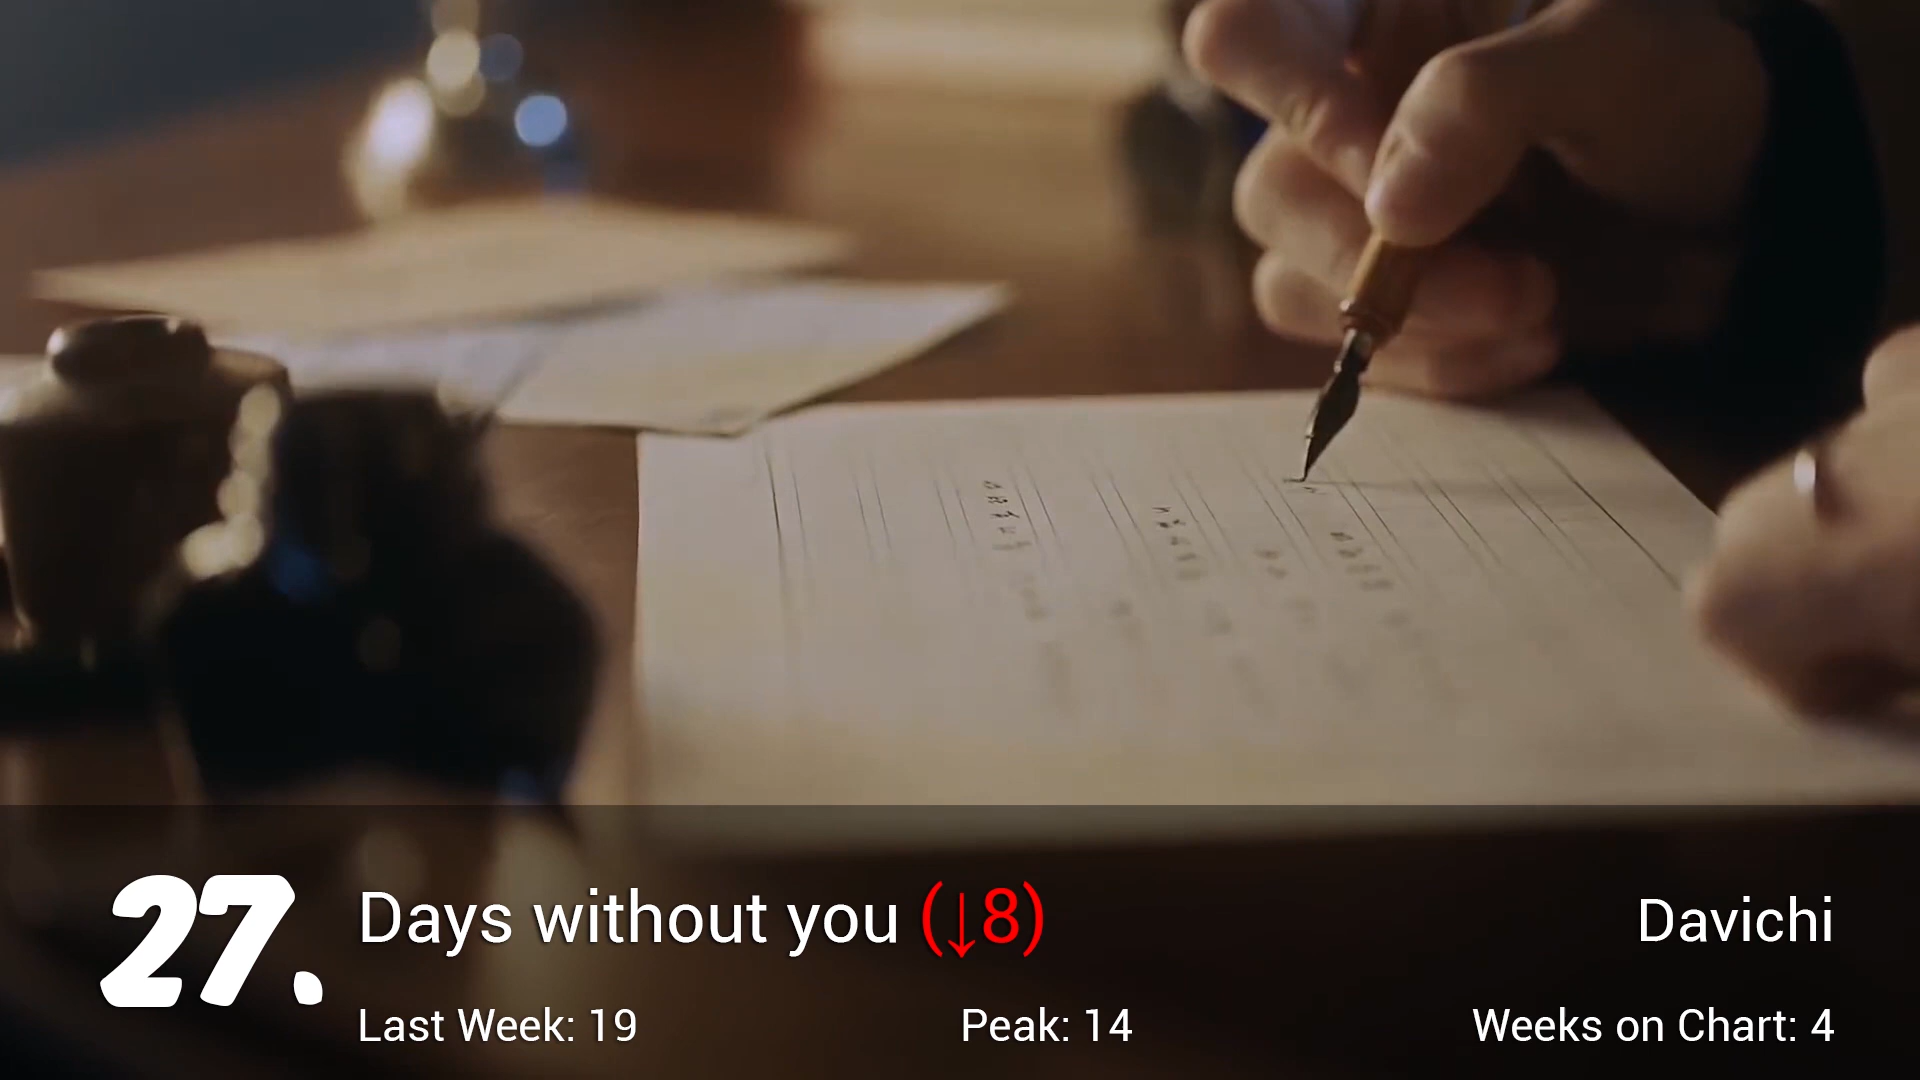 27.
Days without you (↓8)
Davichi
Last Week: 19
Peak: 14
Weeks on Chart: 4